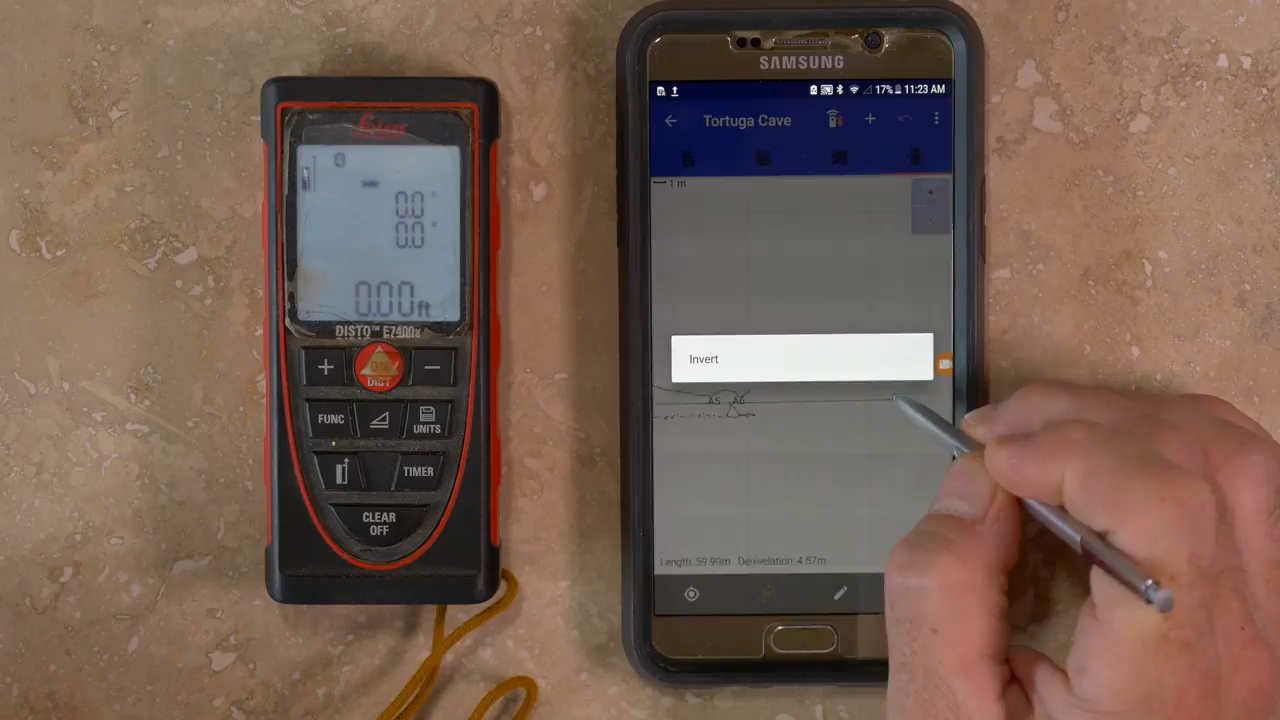 Leica
0.0°
0.0°
0.00ft
DISTO™ E7400x
+
ON
DIST
−
FUNC
UNITS
TIMER
CLEAR
OFF
SAMSUNG
17% 11:23 AM
Tortuga Cave
1 m
+
-
Invert
A5 A6
Length: 59.99m Denivelation: 4.57m